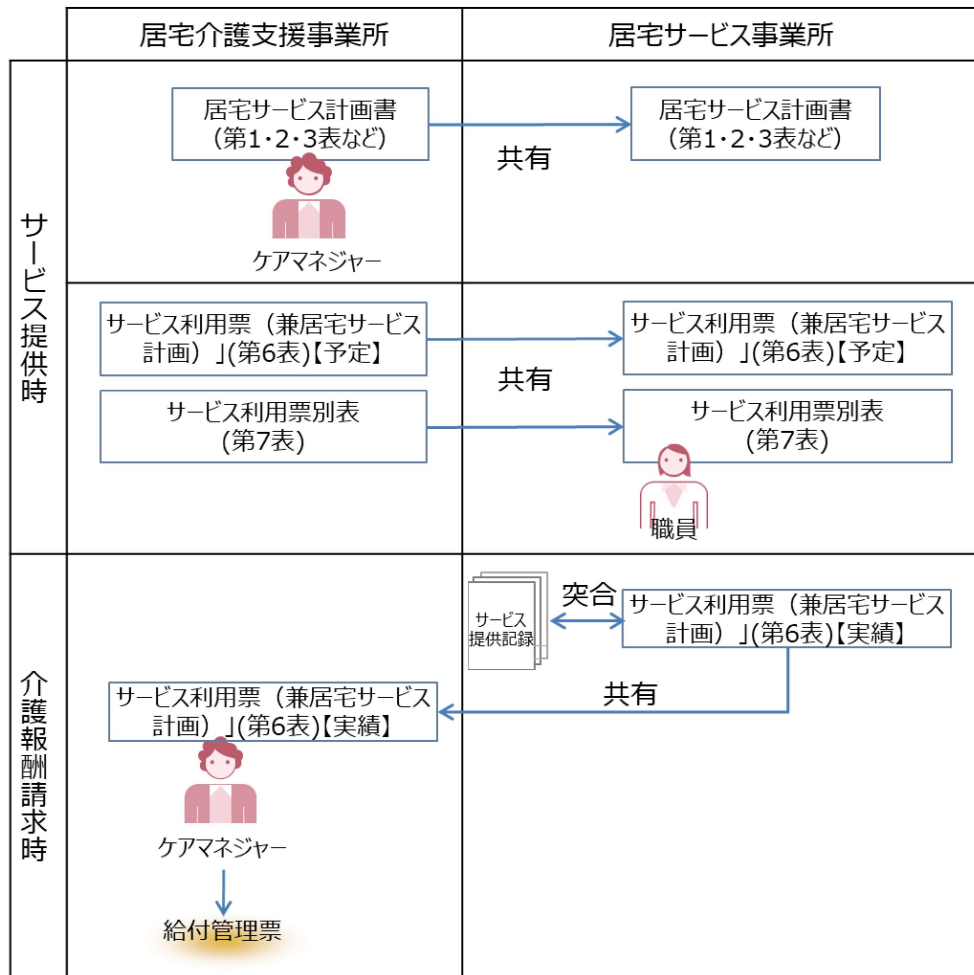 居宅介護支援事業所
居宅サービス事業所
サービス提供時
居宅サービス計画書
(第1・2・3表など)
共有
居宅サービス計画書
(第1・2・3表など)
ケアマネジャー
サービス利用票（兼居宅サービス
計画）」(第6表)【予定】
共有
サービス利用票（兼居宅サービス
計画）」(第6表)【予定】
サービス利用票別表
(第7表)
サービス利用票別表
(第7表)
職員
介護報酬請求時
サービス
提供記録
突合
サービス利用票（兼居宅サービス
計画）」(第6表)【実績】
共有
サービス利用票（兼居宅サービス
計画）」(第6表)【実績】
ケアマネジャー
給付管理票